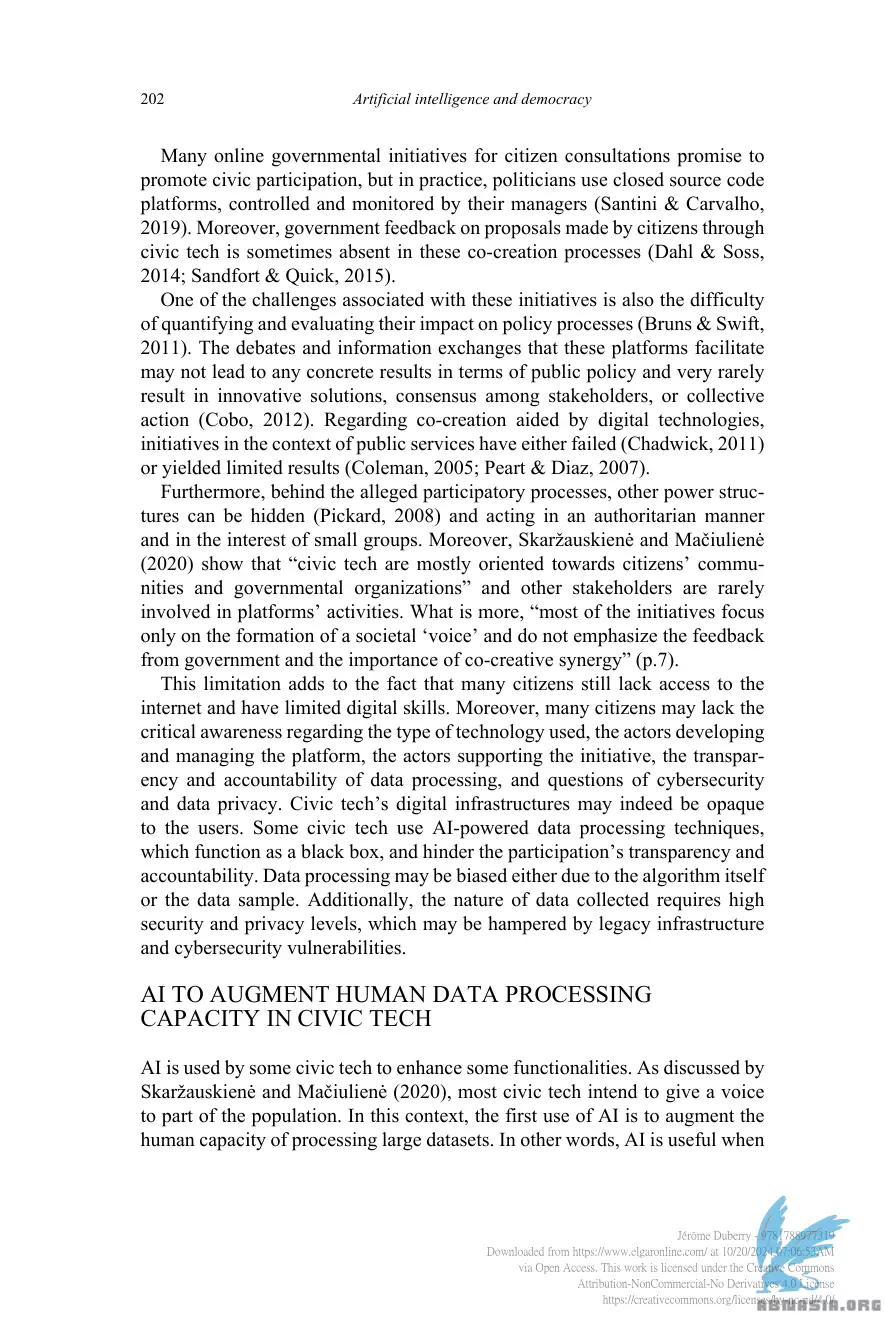 202
Artificial intelligence and democracy
Many online governmental initiatives for citizen consultations promise to
promote civic participation, but in practice, politicians use closed source code
platforms, controlled and monitored by their managers (Santini & Carvalho,
2019). Moreover, government feedback on proposals made by citizens through
civic tech is sometimes absent in these co-creation processes (Dahl & Soss,
2014; Sandfort & Quick, 2015).
One of the challenges associated with these initiatives is also the difficulty
of quantifying and evaluating their impact on policy processes (Bruns & Swift,
2011). The debates and information exchanges that these platforms facilitate
may not lead to any concrete results in terms of public policy and very rarely
result in innovative solutions, consensus among stakeholders, or collective
action (Cobo, 2012). Regarding co-creation aided by digital technologies,
initiatives in the context of public services have either failed (Chadwick, 2011)
or yielded limited results (Coleman, 2005; Peart & Diaz, 2007).
Furthermore, behind the alleged participatory processes, other power struc-
tures can be hidden (Pickard, 2008) and acting in an authoritarian manner
and in the interest of small groups. Moreover, Skaržauskienė and Mačiulienė
(2020) show that “civic tech are mostly oriented towards citizens’ commu-
nities and governmental organizations” and other stakeholders are rarely
involved in platforms’ activities. What is more, “most of the initiatives focus
only on the formation of a societal ‘voice’ and do not emphasize the feedback
from government and the importance of co-creative synergy” (p.7).
This limitation adds to the fact that many citizens still lack access to the
internet and have limited digital skills. Moreover, many citizens may lack the
critical awareness regarding the type of technology used, the actors developing
and managing the platform, the actors supporting the initiative, the transpar-
ency and accountability of data processing, and questions of cybersecurity
and data privacy. Civic tech’s digital infrastructures may indeed be opaque
to the users. Some civic tech use AI-powered data processing techniques,
which function as a black box, and hinder the participation’s transparency and
accountability. Data processing may be biased either due to the algorithm itself
or the data sample. Additionally, the nature of data collected requires high
security and privacy levels, which may be hampered by legacy infrastructure
and cybersecurity vulnerabilities.
AI TO AUGMENT HUMAN DATA PROCESSING
CAPACITY IN CIVIC TECH
AI is used by some civic tech to enhance some functionalities. As discussed by
Skaržauskienė and Mačiulienė (2020), most civic tech intend to give a voice
to part of the population. In this context, the first use of AI is to augment the
human capacity of processing large datasets. In other words, AI is useful when
Jérôme Duberry - 9781788977319
Downloaded from https://www.elgaronline.com/ at 10/20/2024 07:06:53AM
via Open Access. This work is licensed under the Creative Commons
Attribution-NonCommercial-No Derivatives 4.0 License
https://creativecommons.org/licenses/by-nc-nd/4.0/
ABTNASIA.ORG